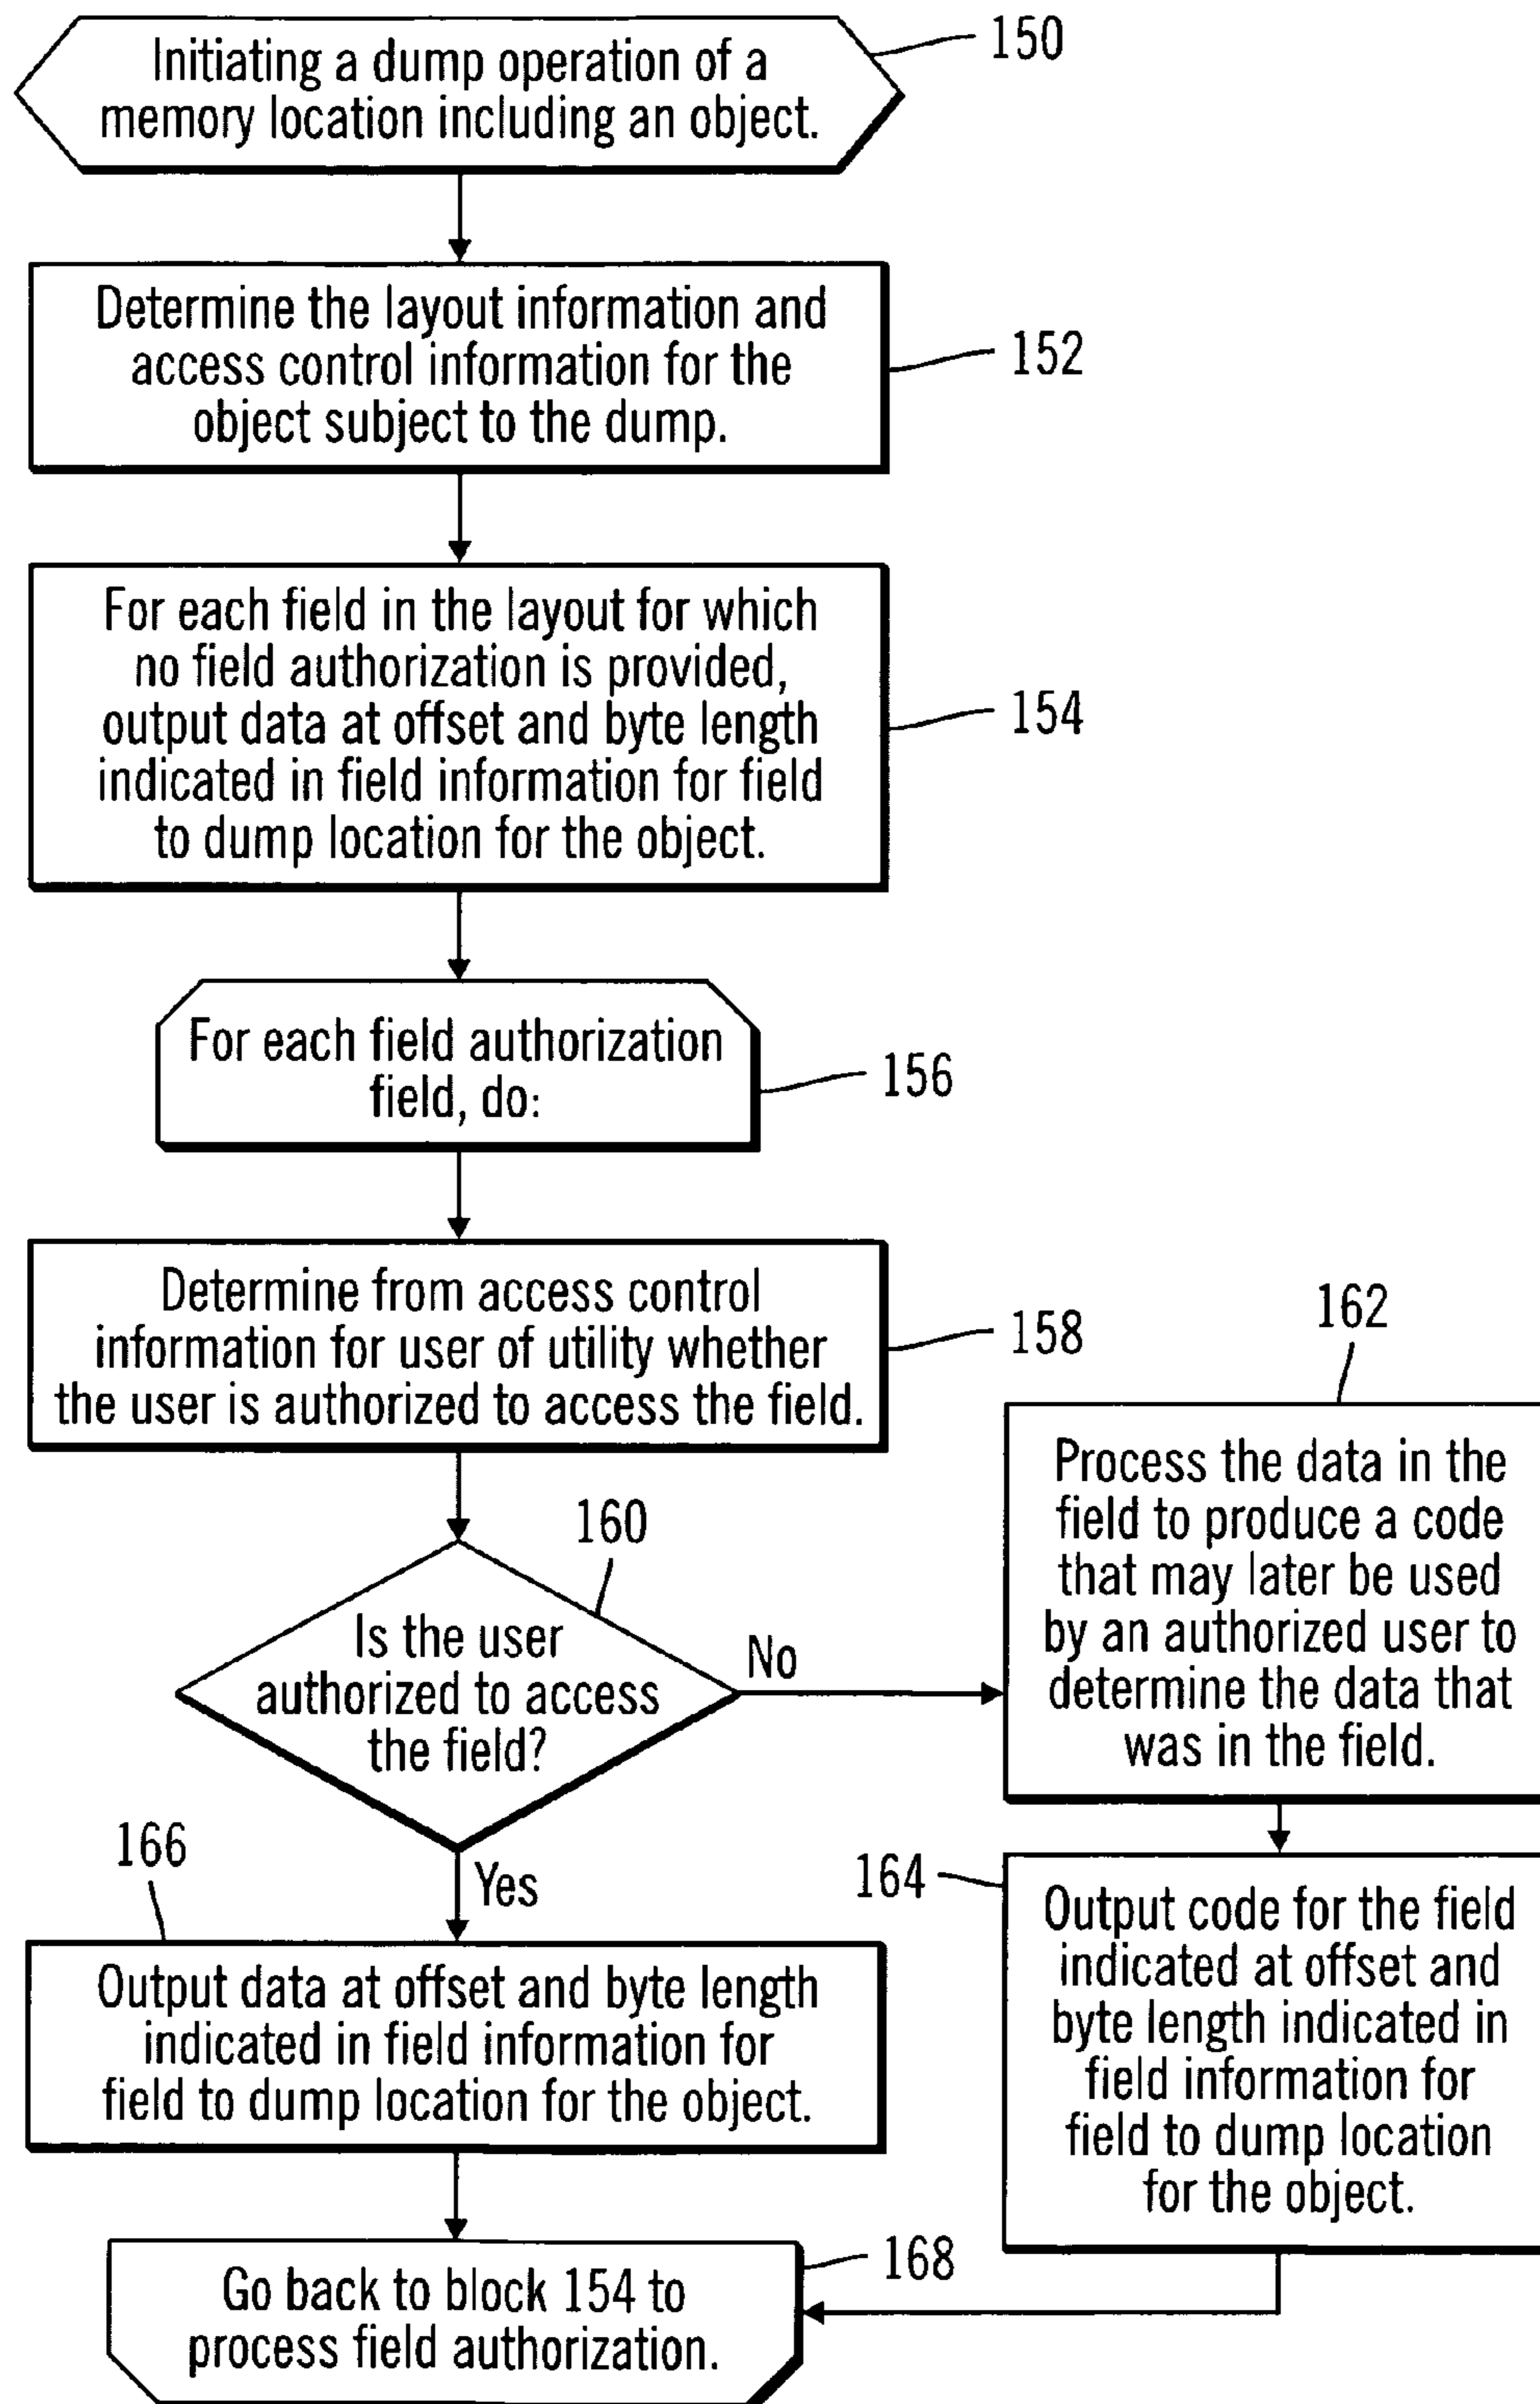 Initiating a dump operation of a
memory location including an object.
150
Determine the layout information and
access control information for the
object subject to the dump.
152
For each field in the layout for which
no field authorization is provided,
output data at offset and byte length
indicated in field information for field
to dump location for the object.
154
For each field authorization
field, do:
156
Determine from access control
information for user of utility whether
the user is authorized to access the field.
158
160
Is the user
authorized to access
the field?
No
162
Process the data in the
field to produce a code
that may later be used
by an authorized user to
determine the data that
was in the field.
Yes
166
Output data at offset and byte length
indicated in field information for
field to dump location for the object.
164
Output code for the field
indicated at offset and
byte length indicated in
field information for
field to dump location
for the object.
Go back to block 154 to
process field authorization.
168